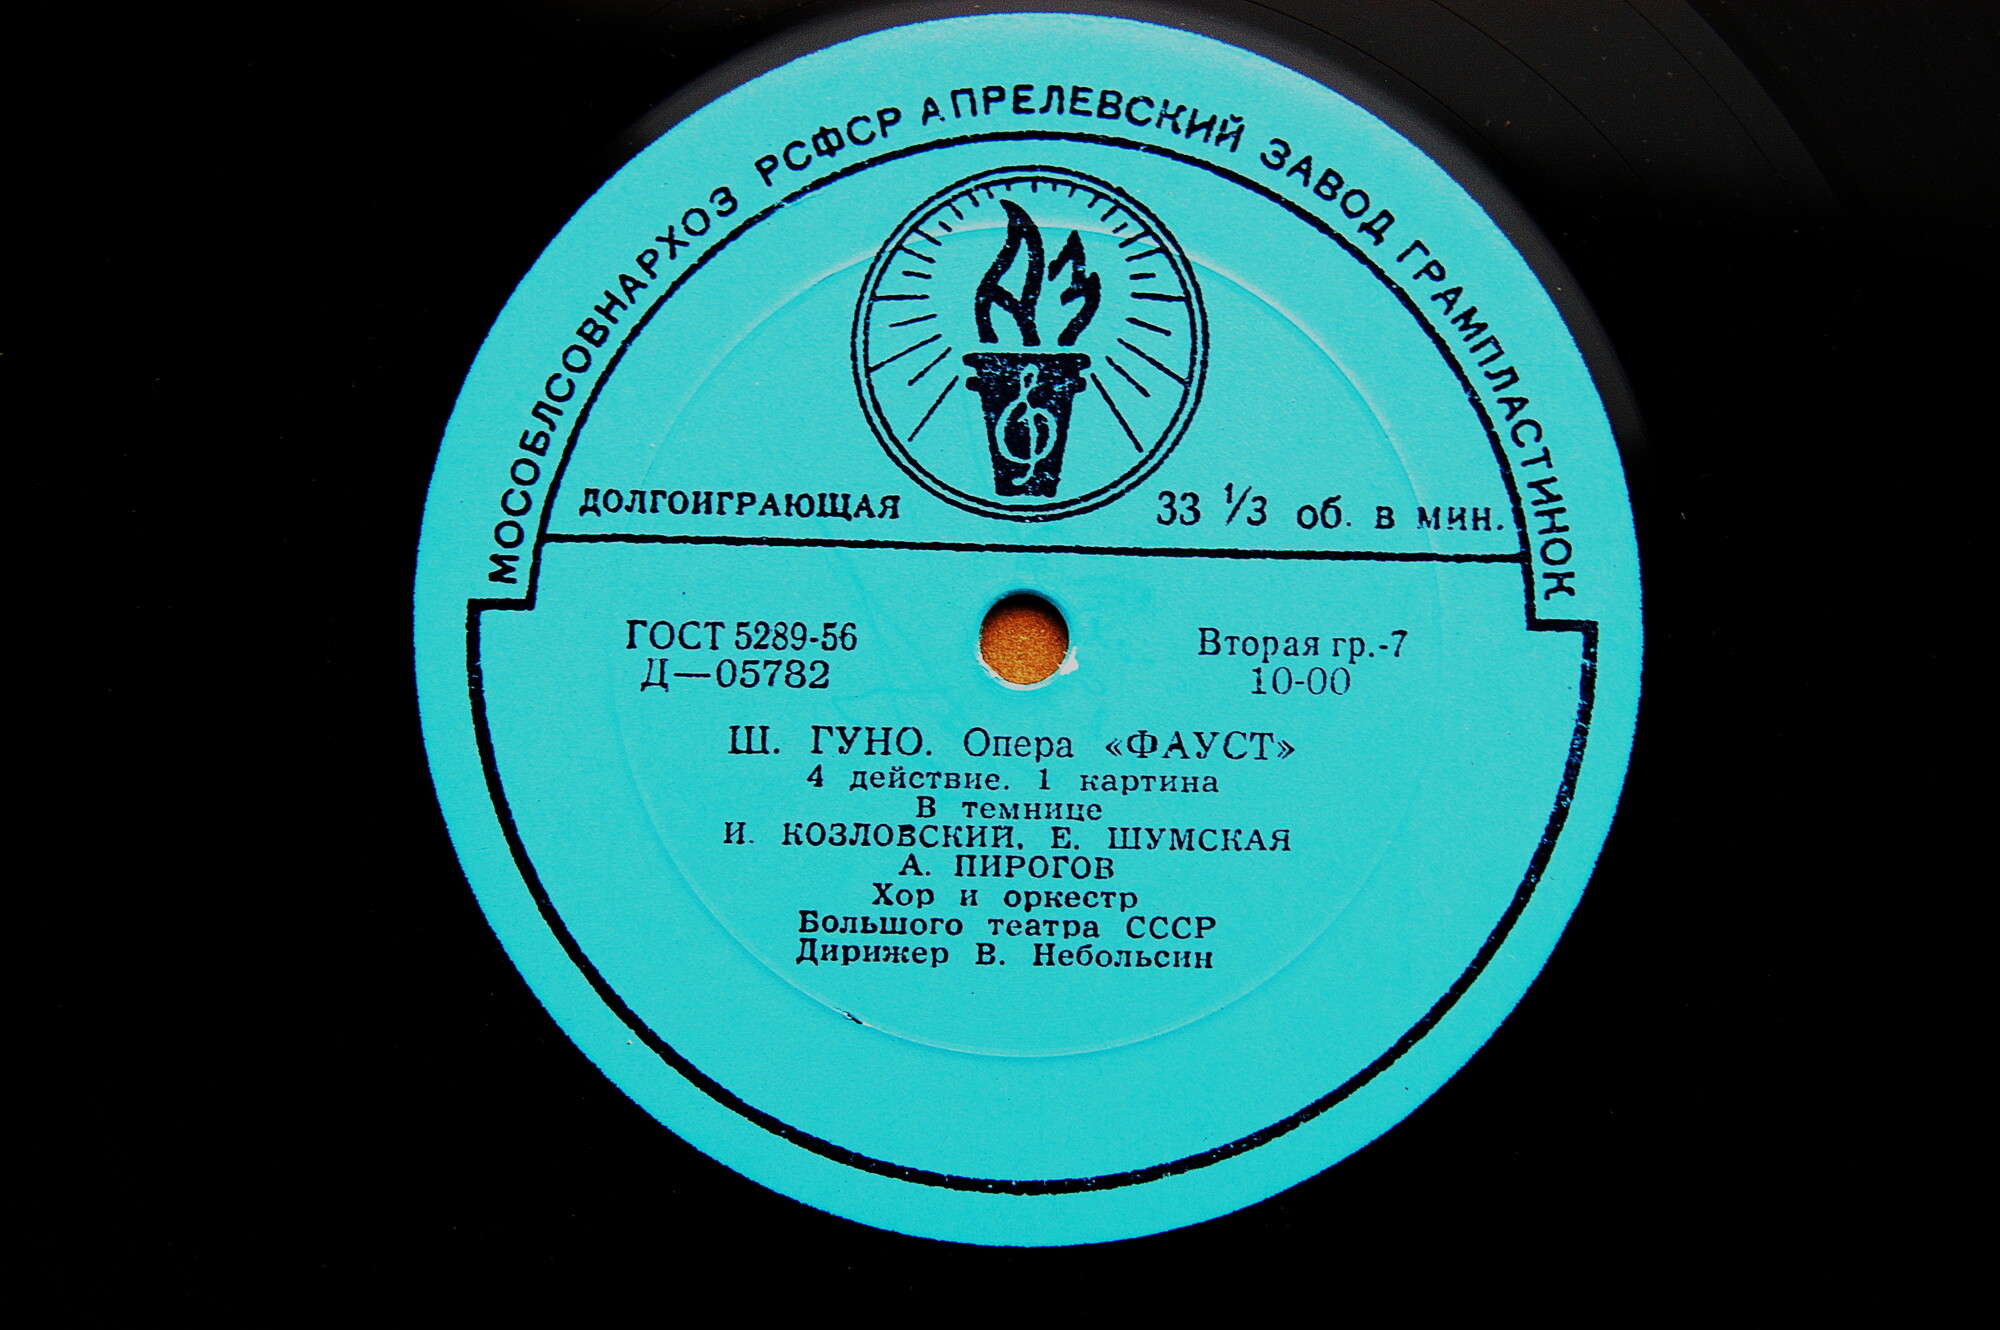 МОСОБЛСОВНАРХОЗ РСФСР АПРЕЛЕВСКИЙ ЗАВОД ГРАМПЛАСТИНОК
АЗ
ДОЛГОИГРАЮЩАЯ
33 1/3 об. в мин.
ГОСТ 5289-56
Д—05782
Вторая гр.-7
10-00
Ш. ГУНО. Опера «ФАУСТ»
4 действие. 1 картина
В темнице
И. КОЗЛОВСКИЙ, Е. ШУМСКАЯ
А. ПИРОГОВ
Хор и оркестр
Большого театра СССР
Дирижер В. Небольсин